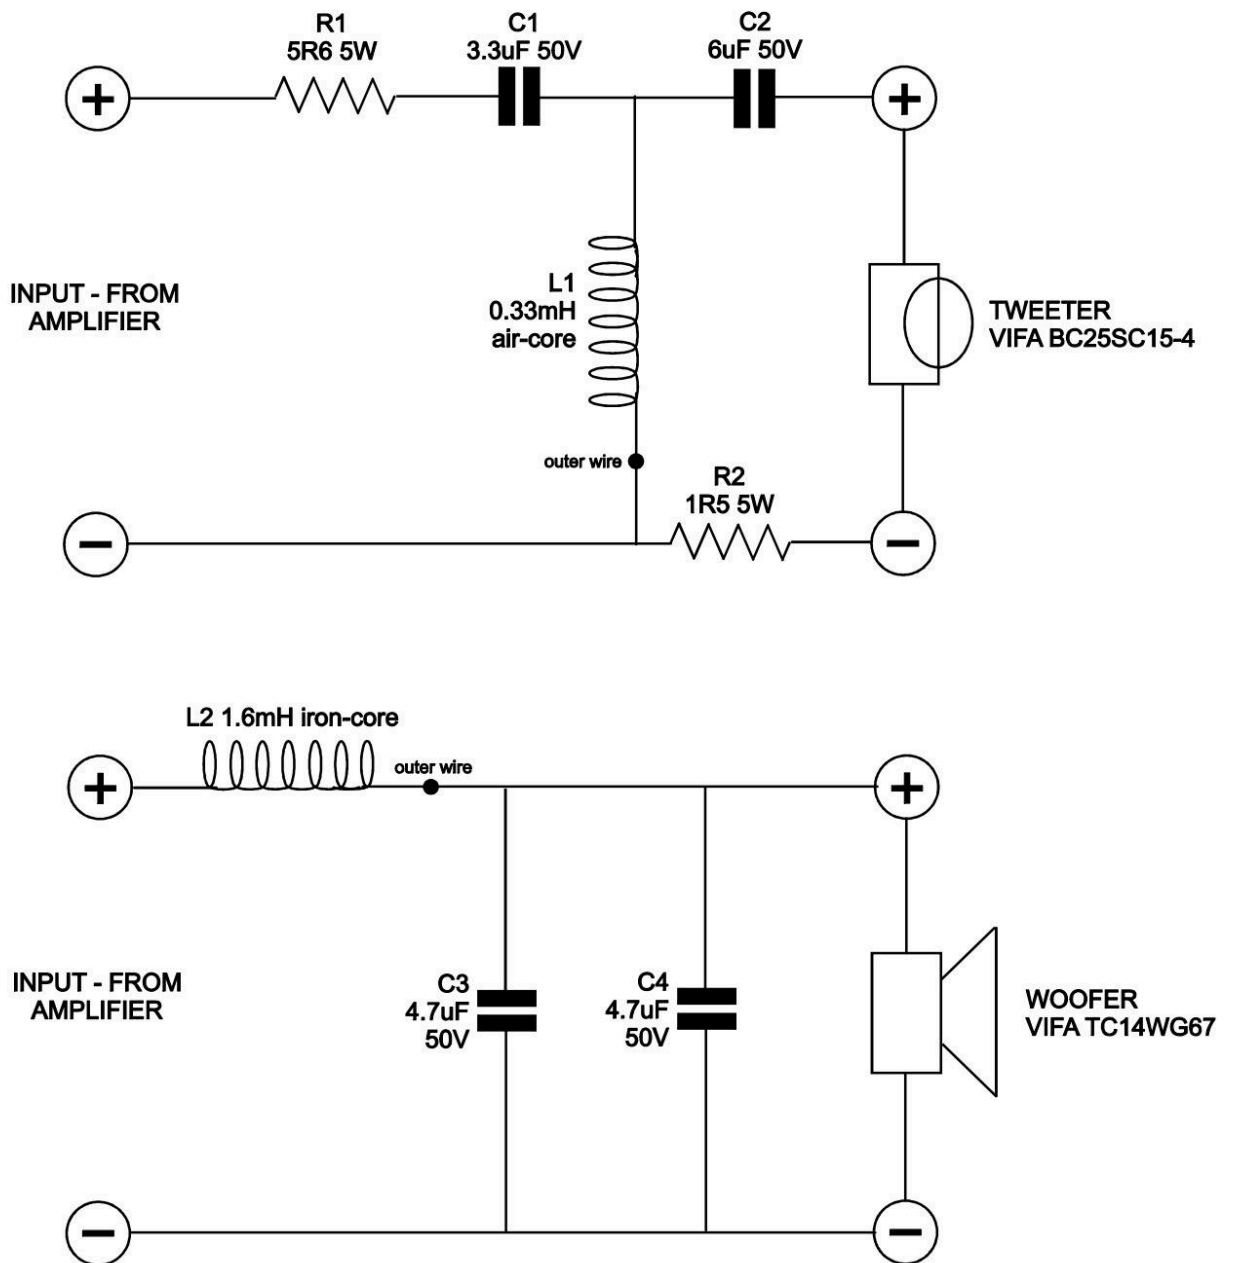 R1
5R6 5W
C1
3.3uF 50V
C2
6uF 50V
+
+
INPUT - FROM
AMPLIFIER
L1
0.33mH
air-core
TWEETER
VIFA BC25SC15-4
outer wire
R2
1R5 5W
−
−
L2 1.6mH iron-core
outer wire
+
+
INPUT - FROM
AMPLIFIER
C3
4.7uF
50V
C4
4.7uF
50V
WOOFER
VIFA TC14WG67
−
−